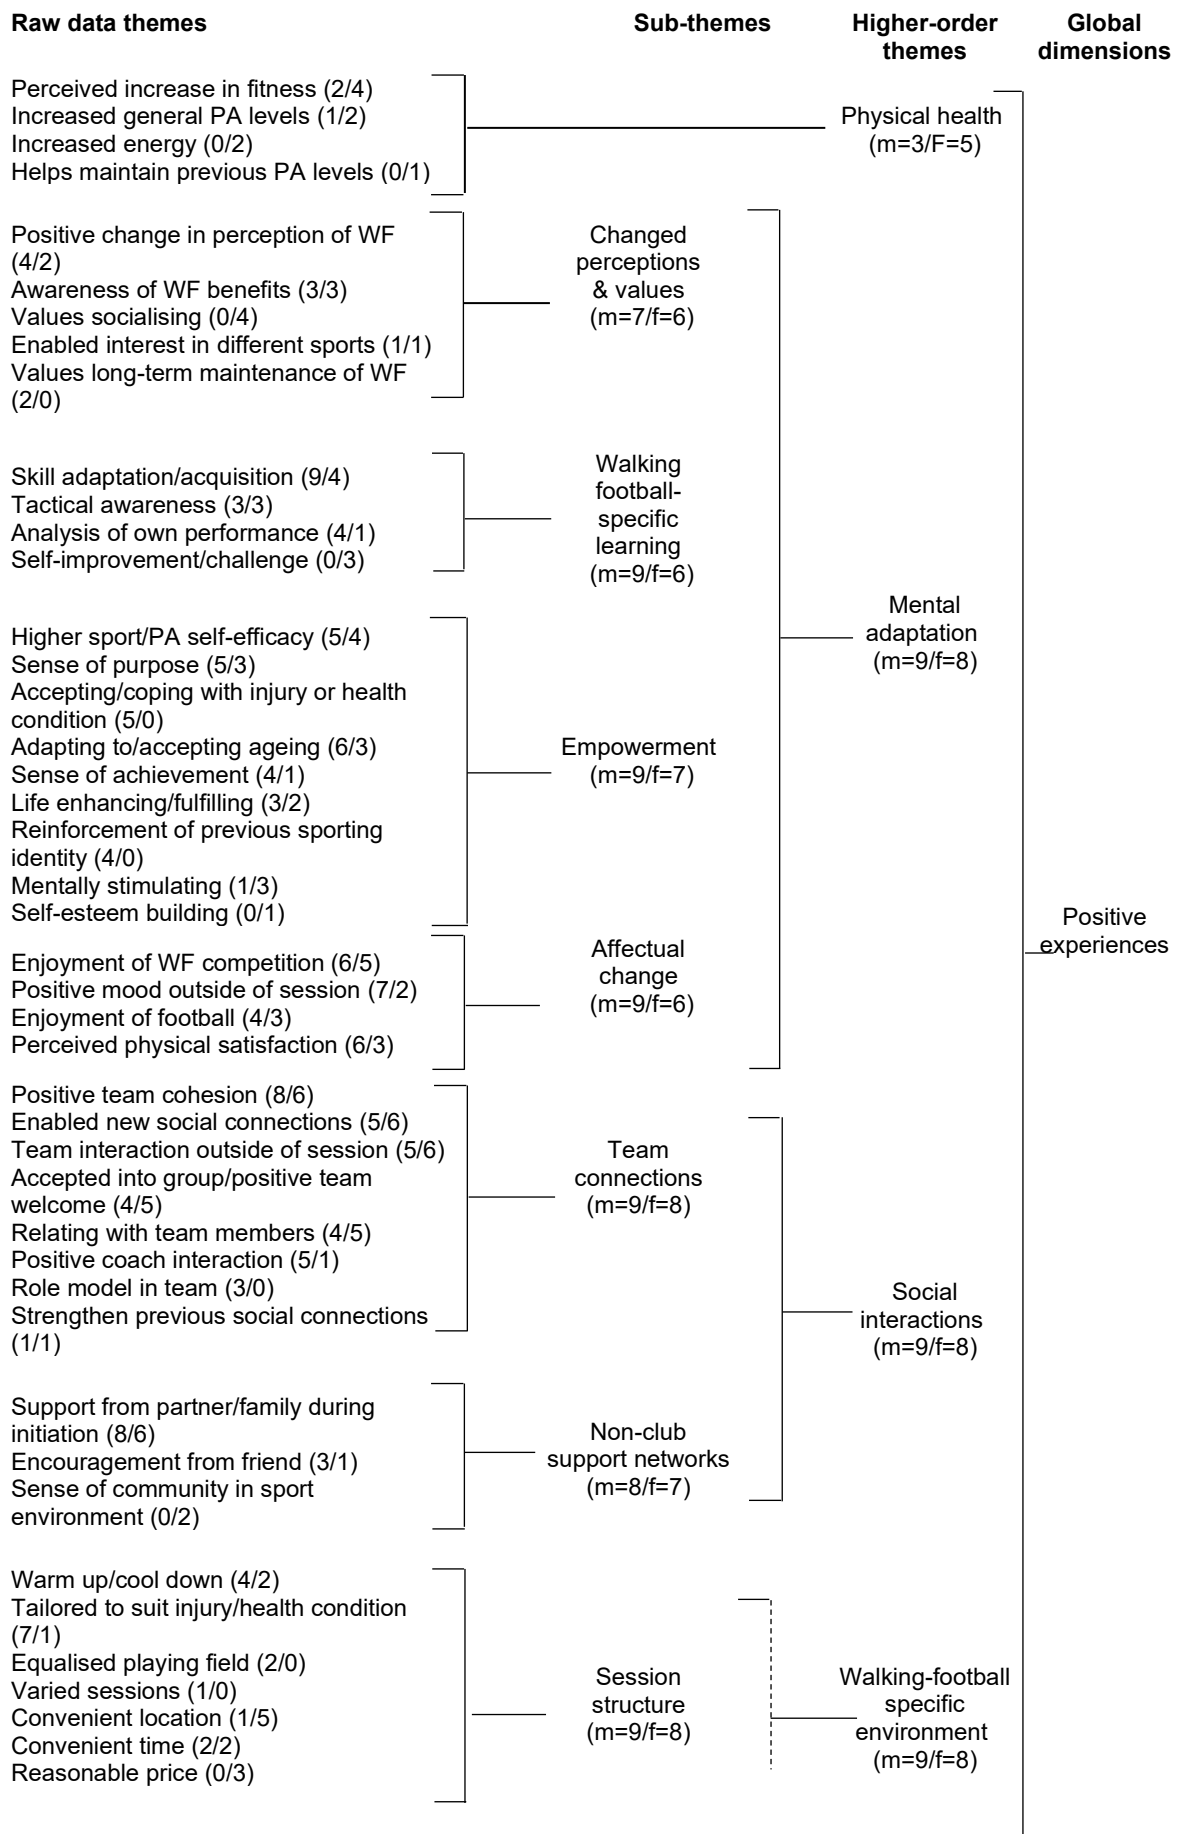 Raw data themes
Sub-themes
Higher-order
themes
Global
dimensions
Perceived increase in fitness (2/4)
Increased general PA levels (1/2)
Increased energy (0/2)
Helps maintain previous PA levels (0/1)
Physical health
(m=3/F=5)
Positive change in perception of WF
(4/2)
Awareness of WF benefits (3/3)
Values socialising (0/4)
Enabled interest in different sports (1/1)
Values long-term maintenance of WF
(2/0)
Changed
perceptions
& values
(m=7/f=6)
Skill adaptation/acquisition (9/4)
Tactical awareness (3/3)
Analysis of own performance (4/1)
Self-improvement/challenge (0/3)
Walking
football-
specific
learning
(m=9/f=6)
Mental
adaptation
(m=9/f=8)
Higher sport/PA self-efficacy (5/4)
Sense of purpose (5/3)
Accepting/coping with injury or health
condition (5/0)
Adapting to/accepting ageing (6/3)
Sense of achievement (4/1)
Life enhancing/fulfilling (3/2)
Reinforcement of previous sporting
identity (4/0)
Mentally stimulating (1/3)
Self-esteem building (0/1)
Empowerment
(m=9/f=7)
Positive
experiences
Enjoyment of WF competition (6/5)
Positive mood outside of session (7/2)
Enjoyment of football (4/3)
Perceived physical satisfaction (6/3)
Affectual
change
(m=9/f=6)
Positive team cohesion (8/6)
Enabled new social connections (5/6)
Team interaction outside of session (5/6)
Accepted into group/positive team
welcome (4/5)
Relating with team members (4/5)
Positive coach interaction (5/1)
Role model in team (3/0)
Strengthen previous social connections
(1/1)
Team
connections
(m=9/f=8)
Social
interactions
(m=9/f=8)
Support from partner/family during
initiation (8/6)
Encouragement from friend (3/1)
Sense of community in sport
environment (0/2)
Non-club
support networks
(m=8/f=7)
Warm up/cool down (4/2)
Tailored to suit injury/health condition
(7/1)
Equalised playing field (2/0)
Varied sessions (1/0)
Convenient location (1/5)
Convenient time (2/2)
Reasonable price (0/3)
Session
structure
(m=9/f=8)
Walking-football
specific
environment
(m=9/f=8)